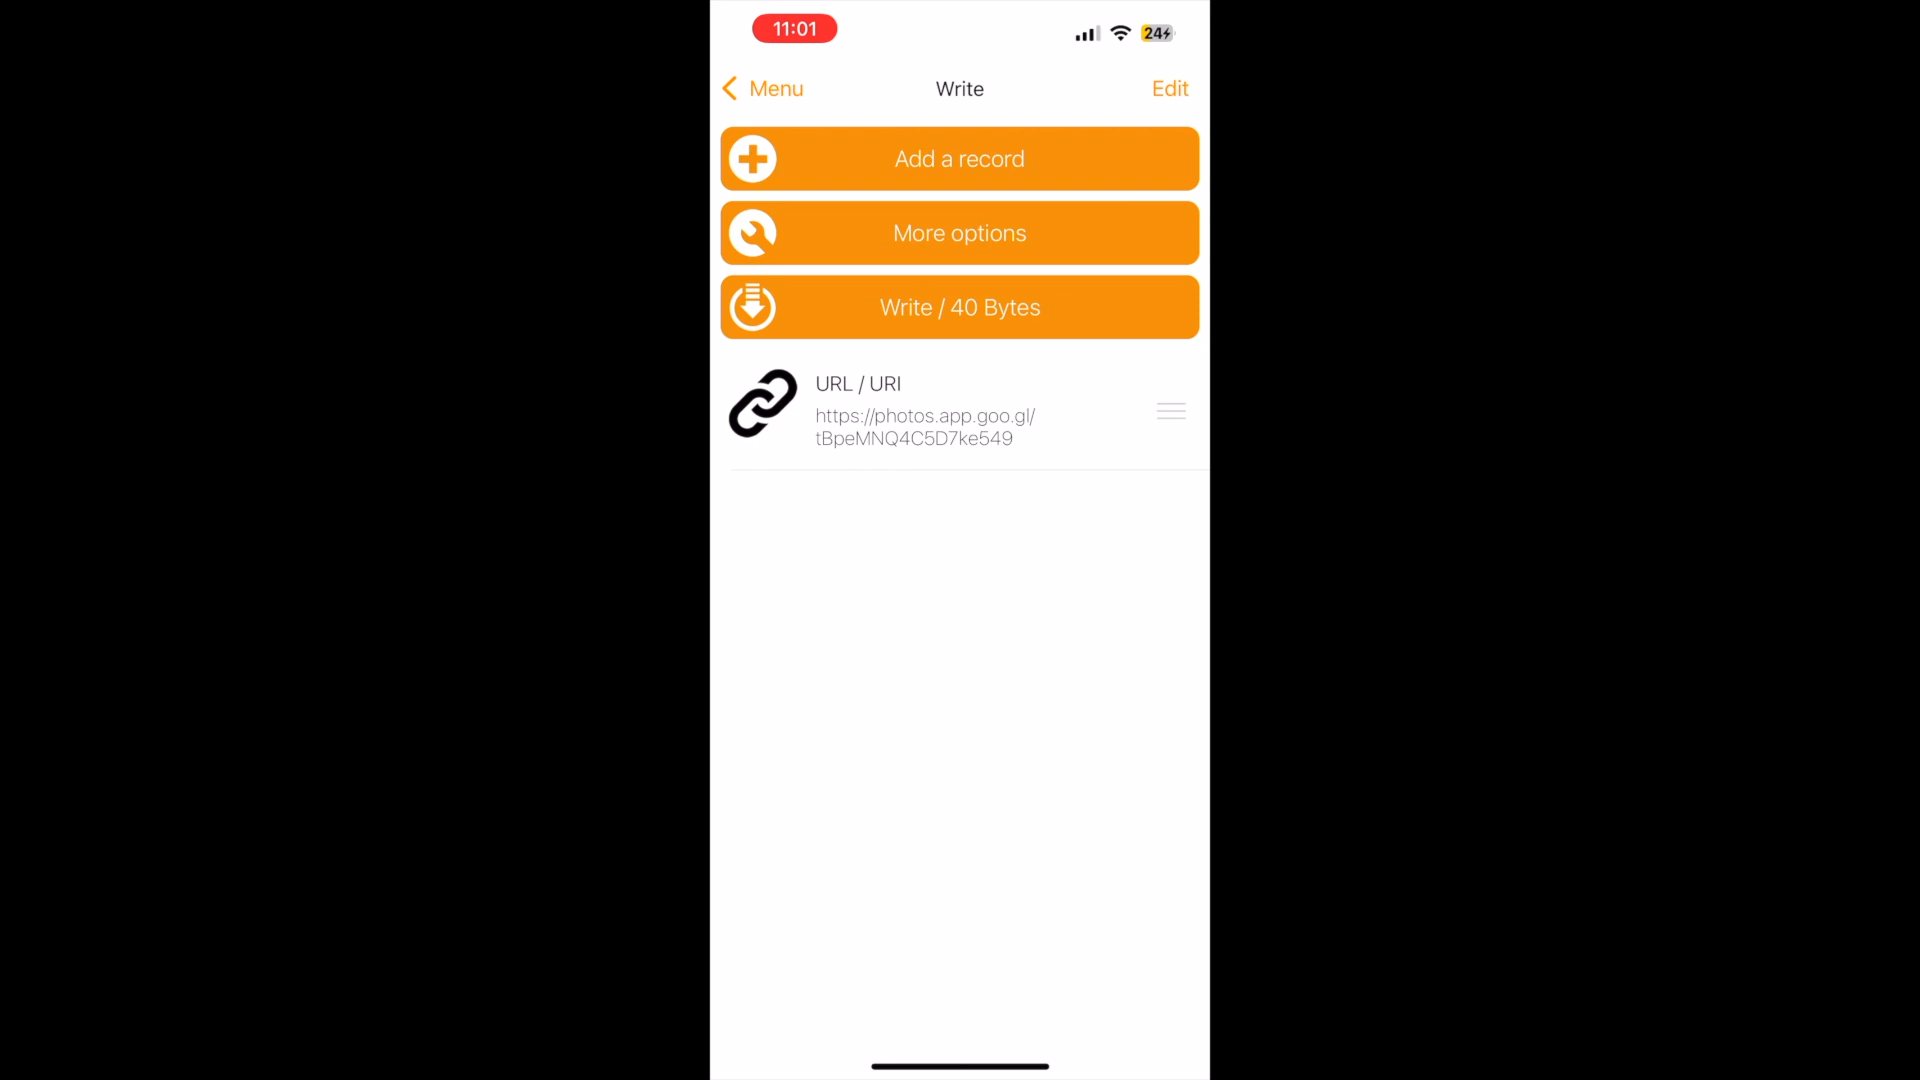 11:01
24
Menu
Write
Edit
Add a record
More options
Write / 40 Bytes
URL / URI
https://photos.app.goo.gl/
tBpeMNQ4C5D7ke549